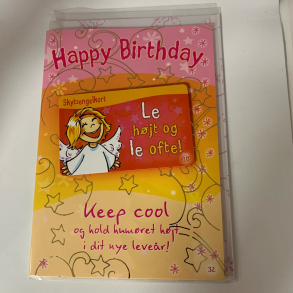 Happy Birthday
Skytsengelkort
Le
højt og
le ofte!
Keep cool
og hold humøret højt
i dit nye leveår!
32